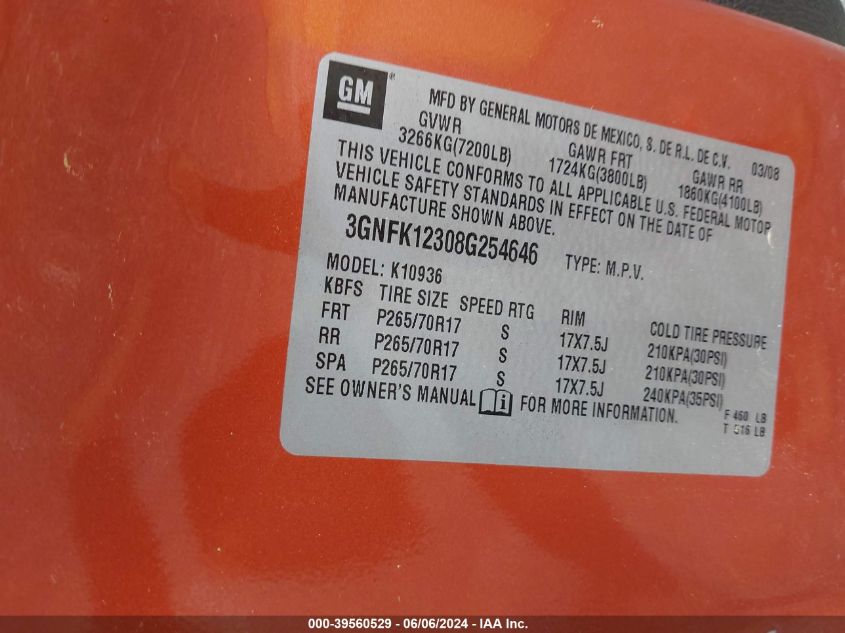 GM
MFD BY GENERAL MOTORS DE MEXICO, S. DE R.L. DE C.V. 03/08
GVWR GAWR FRT GAWR RR
3266KG(7200LB) 1724KG(3800LB) 1860KG(4100LB)
THIS VEHICLE CONFORMS TO ALL APPLICABLE U.S. FEDERAL MOTOR
VEHICLE SAFETY STANDARDS IN EFFECT ON THE DATE OF
MANUFACTURE SHOWN ABOVE.
3GNFK12308G254646 TYPE: M.P.V.
MODEL: K10936
KBFS TIRE SIZE SPEED RTG RIM COLD TIRE PRESSURE
FRT P265/70R17 S 17X7.5J 210KPA(30PSI)
RR P265/70R17 S 17X7.5J 210KPA(30PSI)
SPA P265/70R17 S 17X7.5J 240KPA(35PSI)
SEE OWNER'S MANUAL i FOR MORE INFORMATION.
F 460 LB
T LB
000-39560529 - 06/06/2024 - IAA Inc.